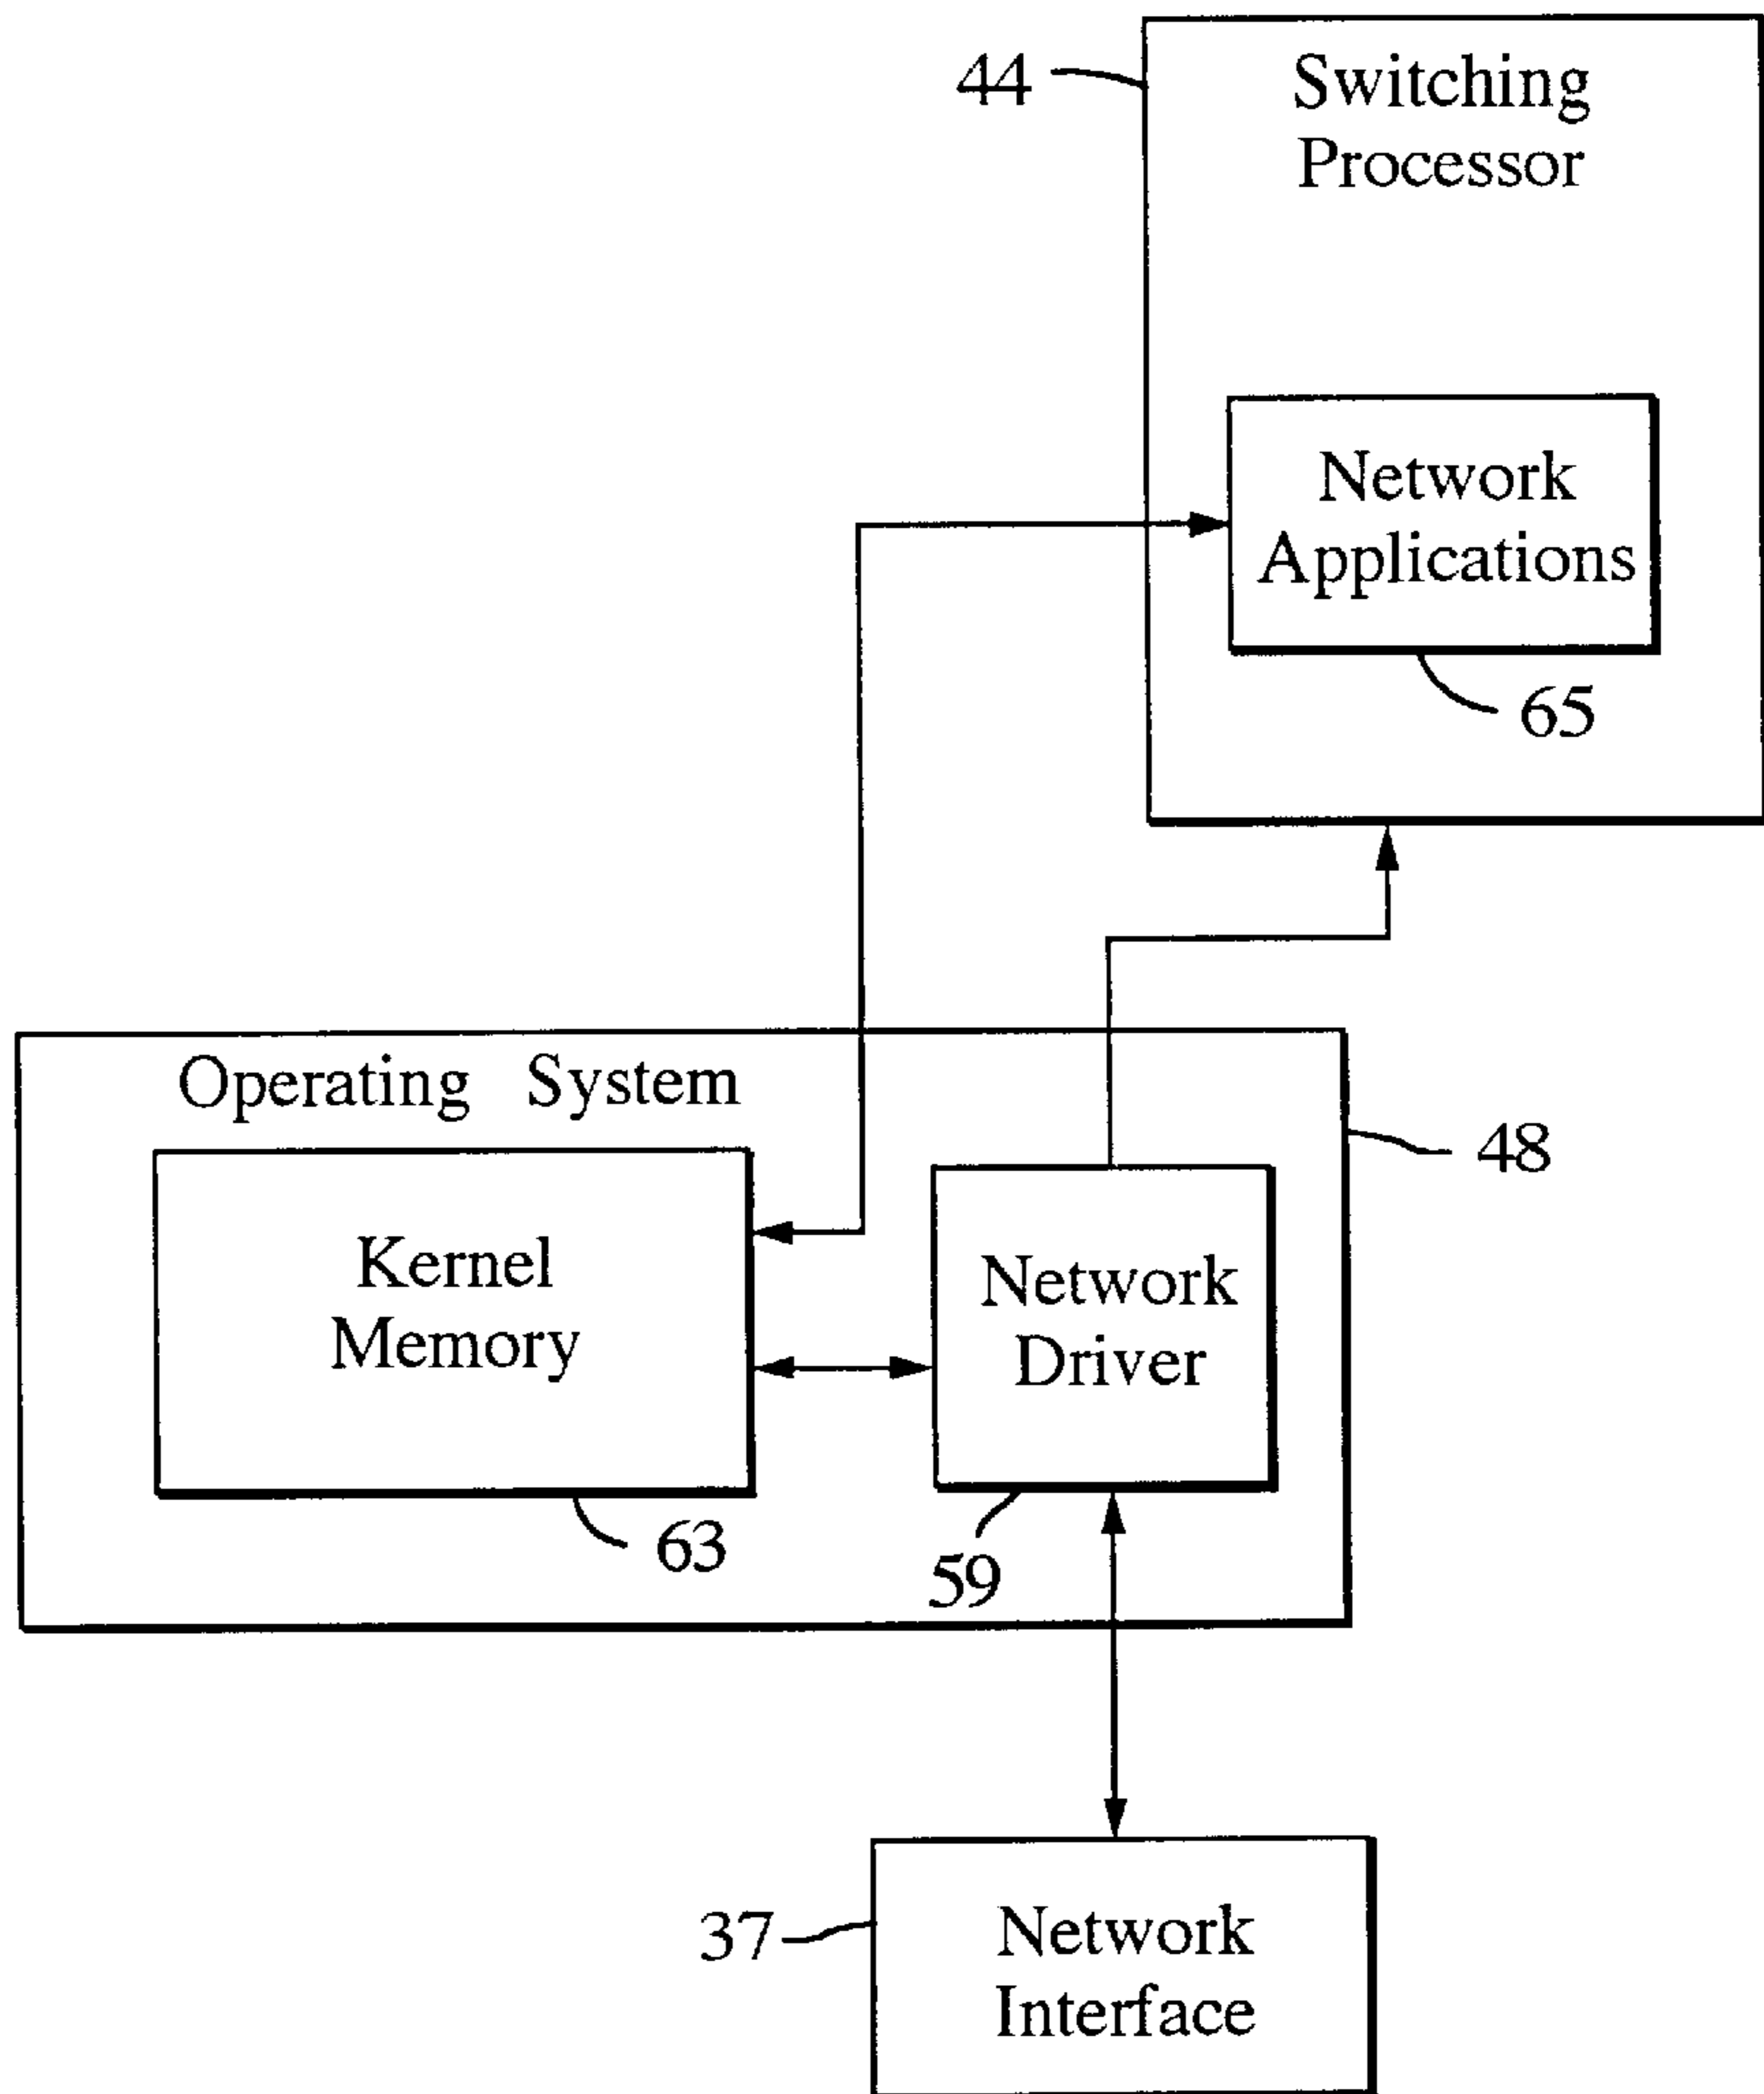 44
Switching
Processor
Network
Applications
65
Operating System
48
Kernel
Memory
Network
Driver
63
59
37
Network
Interface